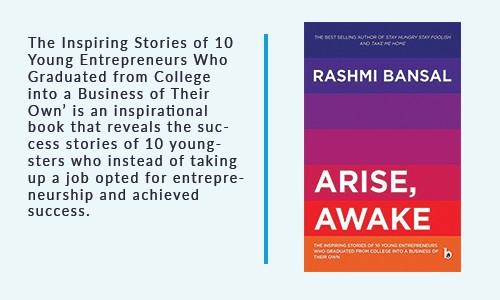 The Inspiring Stories of 10
Young Entrepreneurs Who
Graduated from College
into a Business of Their
Own’ is an inspirational
book that reveals the suc-
cess stories of 10 young-
sters who instead of taking
up a job opted for entrepre-
neurship and achieved
success.
THE BEST SELLING AUTHOR OF STAY HUNGRY STAY FOOLISH
AND TAKE ME HOME
RASHMI BANSAL
ARISE,
AWAKE
THE INSPIRING STORIES OF 10 YOUNG ENTREPRENEURS
WHO GRADUATED FROM COLLEGE INTO A BUSINESS OF
THEIR OWN
b